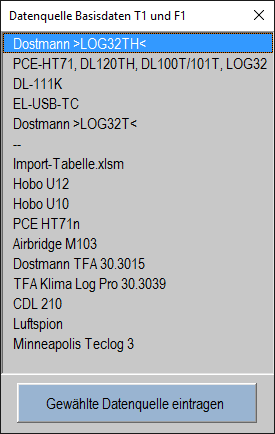 Datenquelle Basisdaten T1 und F1
Dostmann >LOG32TH<
PCE-HT71, DL120TH, DL100T/101T, LOG32
DL-111K
EL-USB-TC
Dostmann >LOG32T<
--
Import-Tabelle.xlsm
Hobo U12
Hobo U10
PCE HT71n
Airbridge M103
Dostmann TFA 30.3015
TFA Klima Log Pro 30.3039
CDL 210
Luftspion
Minneapolis Teclog 3
Gewählte Datenquelle eintragen